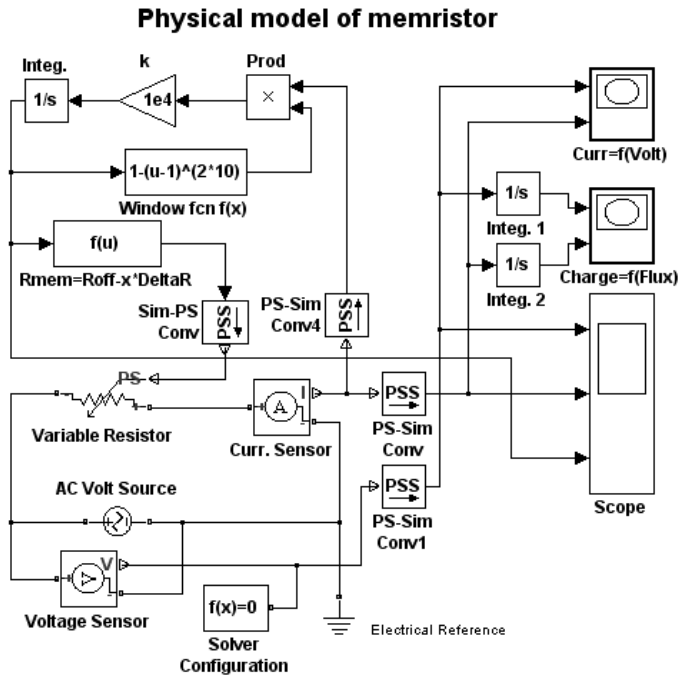 Physical model of memristor
Integ.
k
Prod
1/s
1e4
×
1-(u-1)^(2*10)
Window fcn f(x)
Curr=f(Volt)
1/s
Integ. 1
f(u)
Rmem=Roff-x*DeltaR
1/s
Integ. 2
Charge=f(Flux)
Sim-PS
Conv
PSS
PS-Sim
Conv4
PSS
PS
I
A
Variable Resistor
Curr. Sensor
PSS
PS-Sim
Conv
PSS
PS-Sim
Conv1
Scope
AC Volt Source
V
V
Voltage Sensor
f(x)=0
Solver
Configuration
Electrical Reference